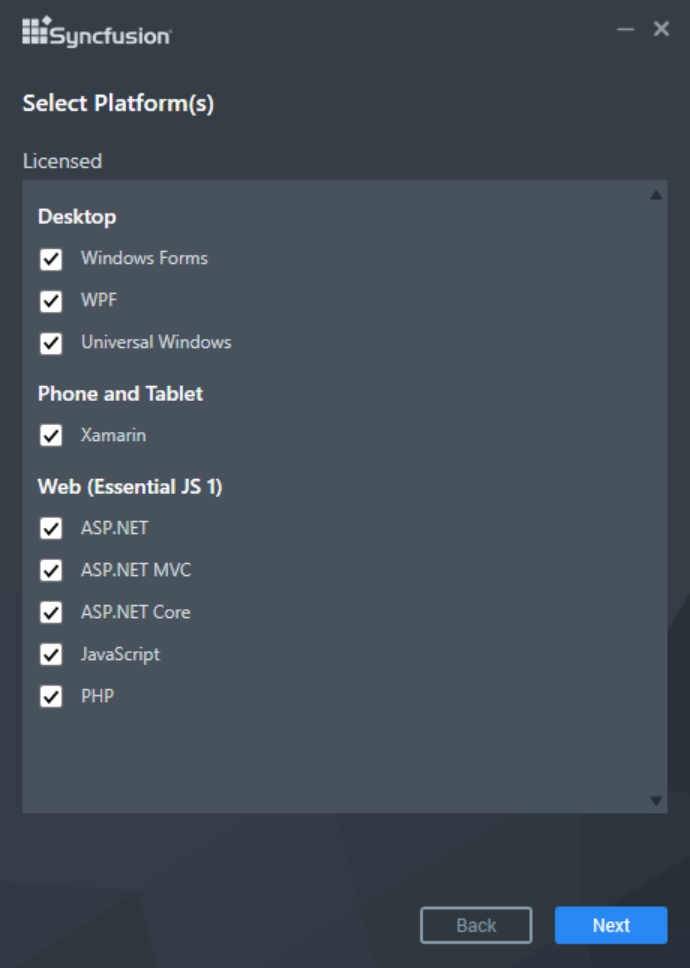 Syncfusion
Select Platform(s)
Licensed
Desktop
Windows Forms
WPF
Universal Windows
Phone and Tablet
Xamarin
Web (Essential JS 1)
ASP.NET
ASP.NET MVC
ASP.NET Core
JavaScript
PHP
Back
Next